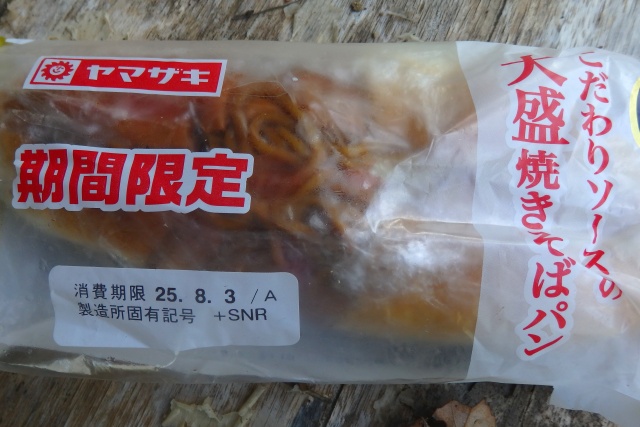 ヤマザキ
期間限定
こだわりソースの
大盛焼きそばパン
消費期限 25. 8. 3 /A
製造所固有記号 +SNR